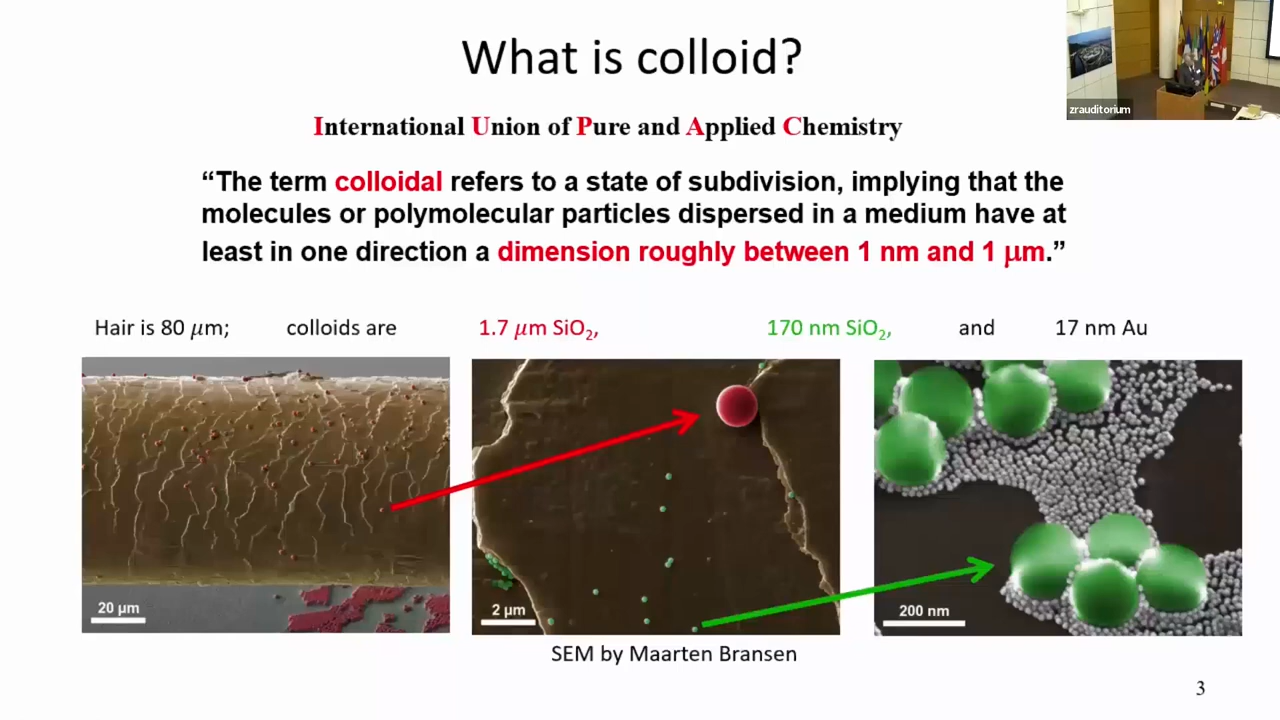 What is colloid?
zrauditorium
International Union of Pure and Applied Chemistry
“The term colloidal refers to a state of subdivision, implying that the
molecules or polymolecular particles dispersed in a medium have at
least in one direction a dimension roughly between 1 nm and 1 μm.”
Hair is 80 𝜇m; colloids are 1.7 𝜇m SiO₂, 170 nm SiO₂, and 17 nm Au
20 μm
2 μm
200 nm
SEM by Maarten Bransen
3